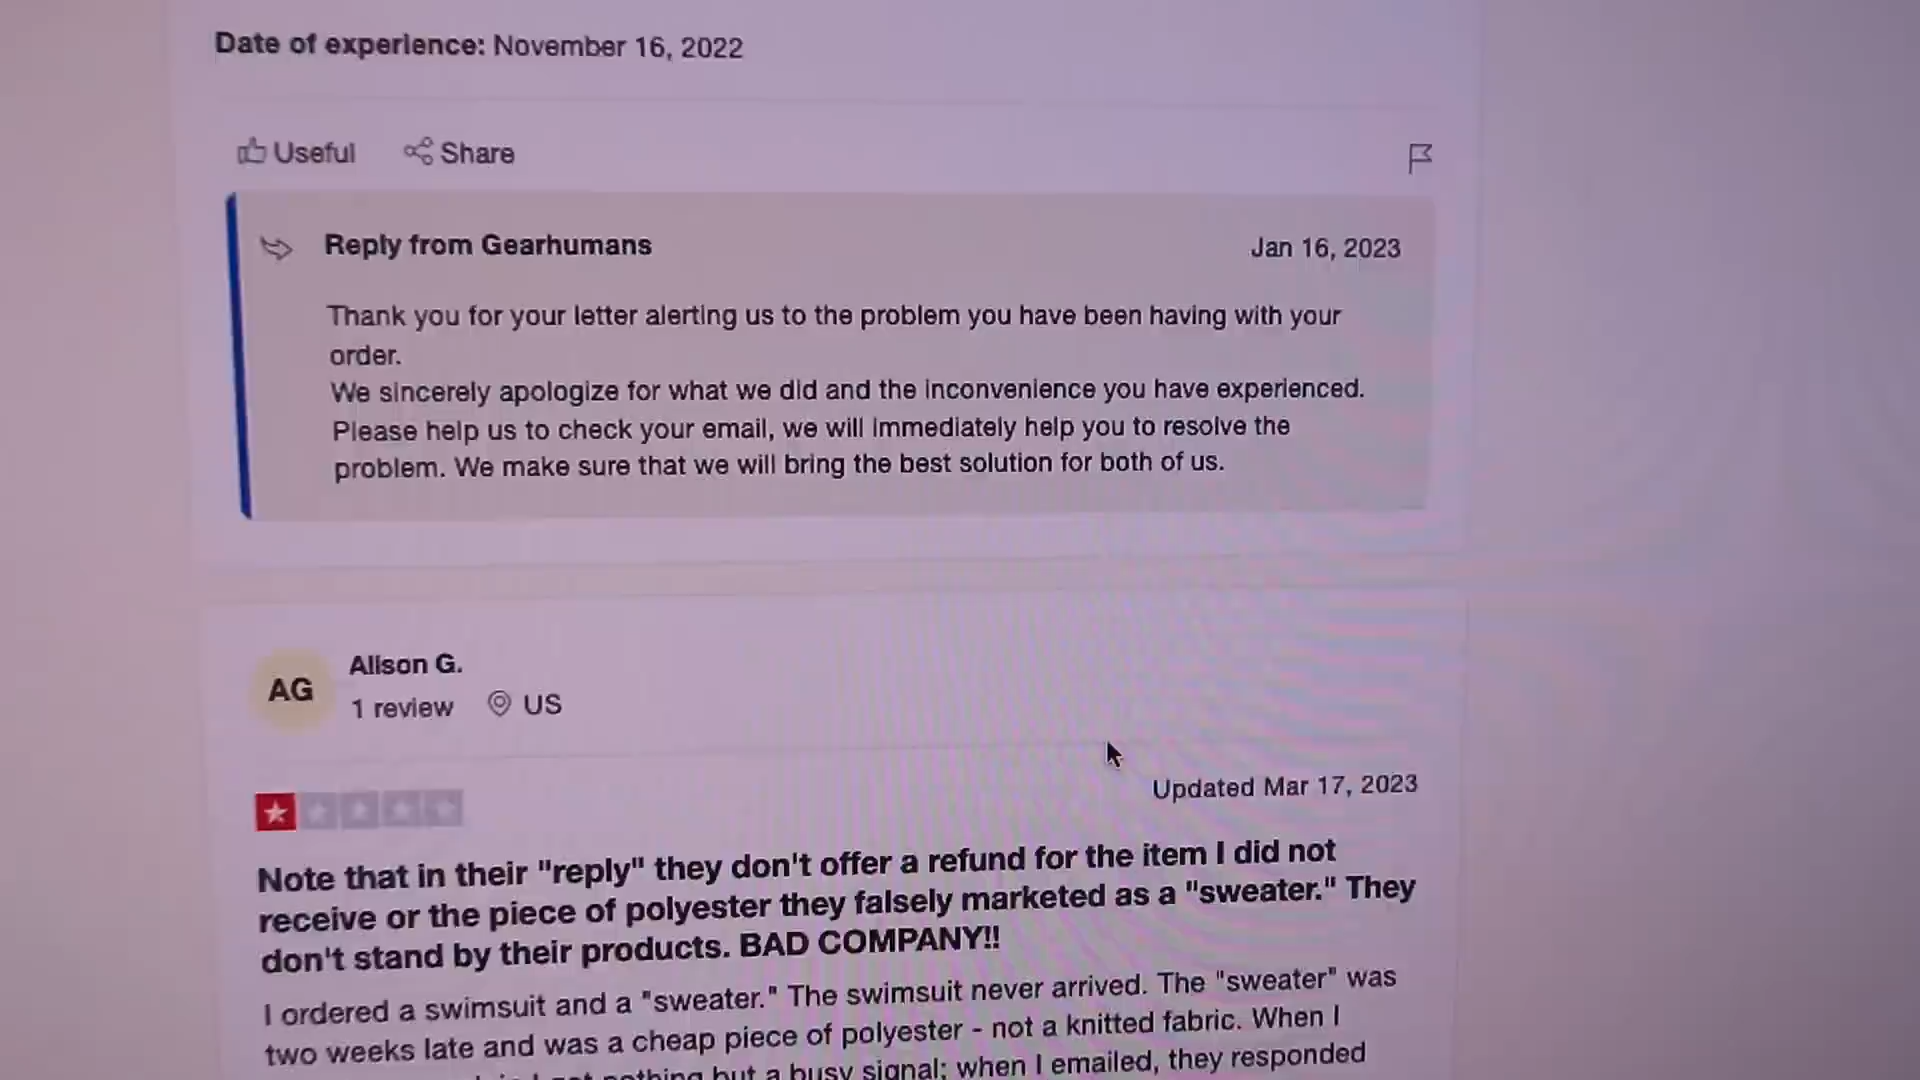 Date of experience: November 16, 2022
Useful Share
Reply from Gearhumans Jan 16, 2023
Thank you for your letter alerting us to the problem you have been having with your
order.
We sincerely apologize for what we did and the inconvenience you have experienced.
Please help us to check your email, we will immediately help you to resolve the
problem. We make sure that we will bring the best solution for both of us.
AG
Alison G.
1 review US
Updated Mar 17, 2023
Note that in their "reply" they don't offer a refund for the item I did not
receive or the piece of polyester they falsely marketed as a "sweater." They
don't stand by their products. BAD COMPANY!!
I ordered a swimsuit and a "sweater." The swimsuit never arrived. The "sweater" was
two weeks late and was a cheap piece of polyester - not a knitted fabric. When I
nothing but a busy signal; when I emailed, they responded